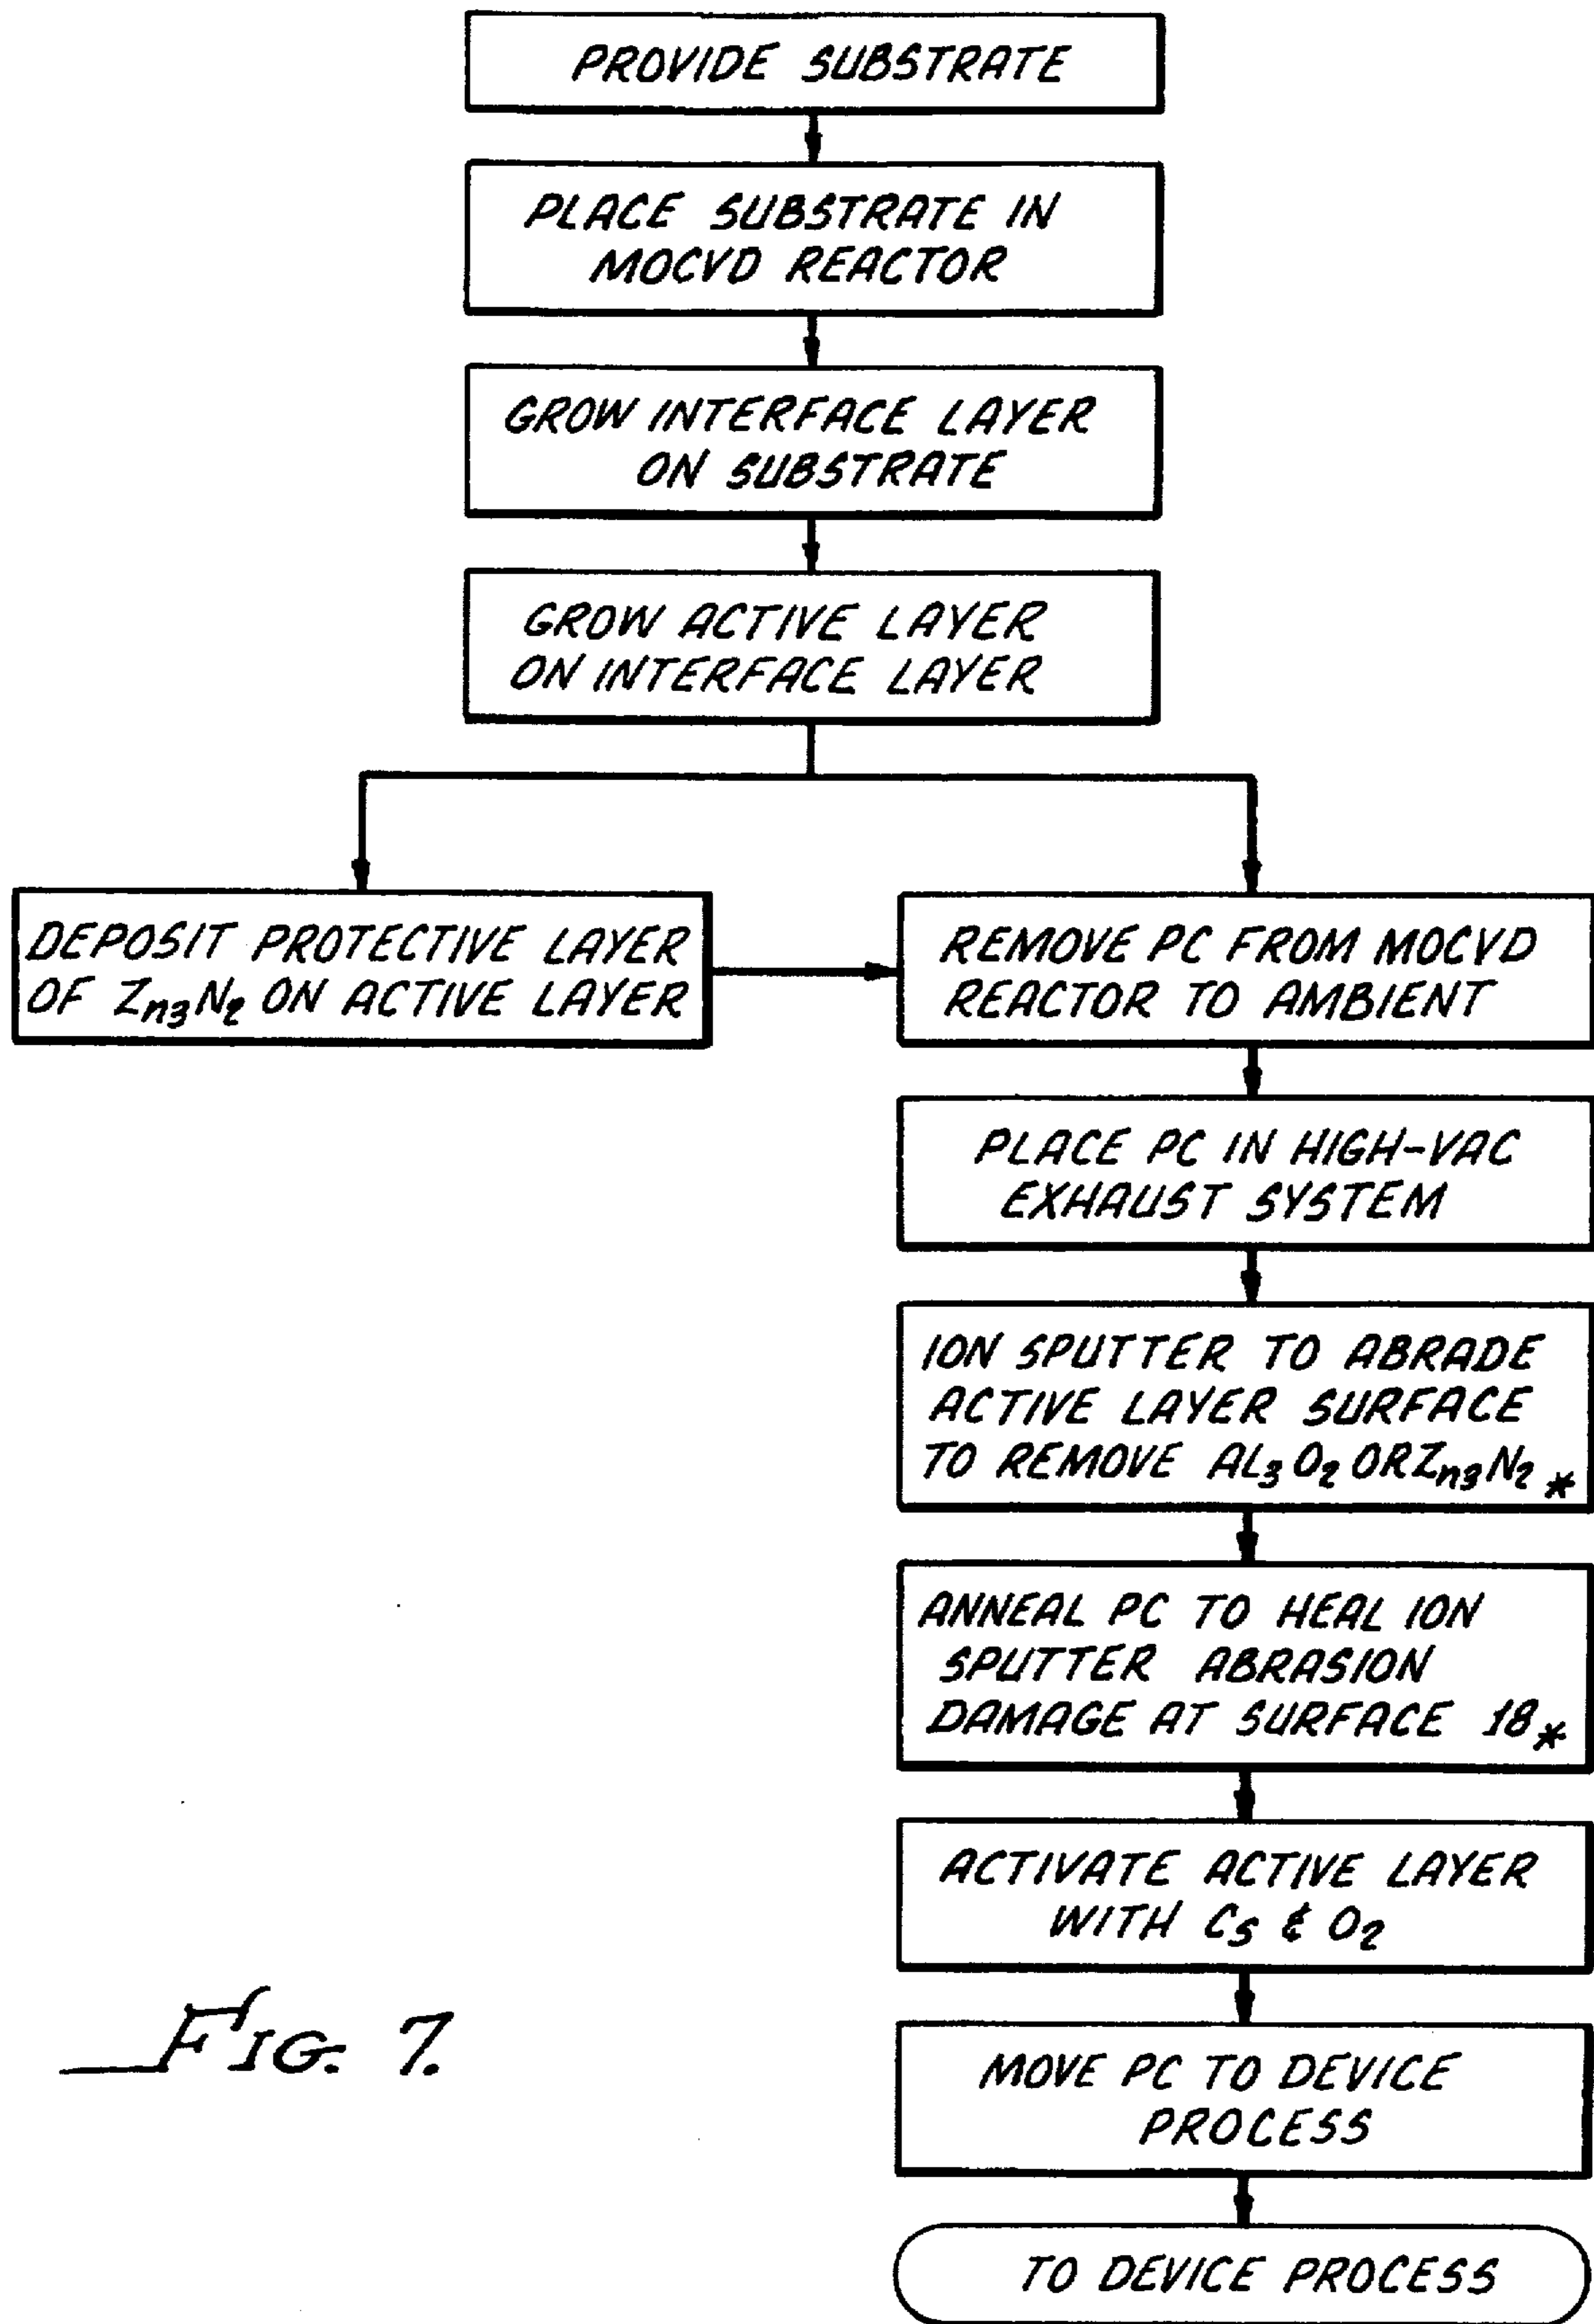 PROVIDE SUBSTRATE
PLACE SUBSTRATE IN
MOCVD REACTOR
GROW INTERFACE LAYER
ON SUBSTRATE
GROW ACTIVE LAYER
ON INTERFACE LAYER
DEPOSIT PROTECTIVE LAYER
OF Zn₃N₂ ON ACTIVE LAYER
REMOVE PC FROM MOCVD
REACTOR TO AMBIENT
PLACE PC IN HIGH-VAC
EXHAUST SYSTEM
ION SPUTTER TO ABRADE
ACTIVE LAYER SURFACE
TO REMOVE AL₃O₂ OR Zn₃N₂ *
ANNEAL PC TO HEAL ION
SPUTTER ABRASION
DAMAGE AT SURFACE 18 *
ACTIVATE ACTIVE LAYER
WITH Cs & O₂
MOVE PC TO DEVICE
PROCESS
TO DEVICE PROCESS
FIG. 7.